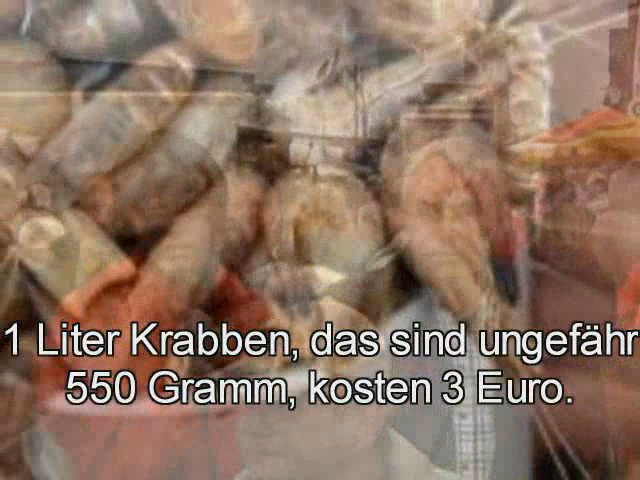 1 Liter Krabben, das sind ungefähr
550 Gramm, kosten 3 Euro.